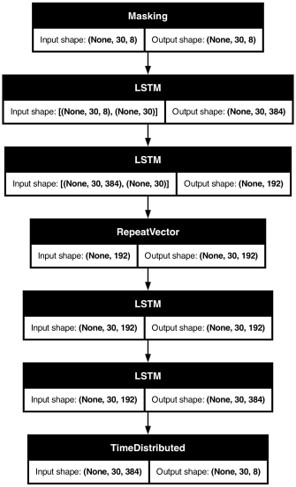 Masking
Input shape: (None, 30, 8) Output shape: (None, 30, 8)
LSTM
Input shape: [(None, 30, 8), (None, 30)] Output shape: (None, 30, 384)
LSTM
Input shape: [(None, 30, 384), (None, 30)] Output shape: (None, 192)
RepeatVector
Input shape: (None, 192) Output shape: (None, 30, 192)
LSTM
Input shape: (None, 30, 192) Output shape: (None, 30, 192)
LSTM
Input shape: (None, 30, 192) Output shape: (None, 30, 384)
TimeDistributed
Input shape: (None, 30, 384) Output shape: (None, 30, 8)